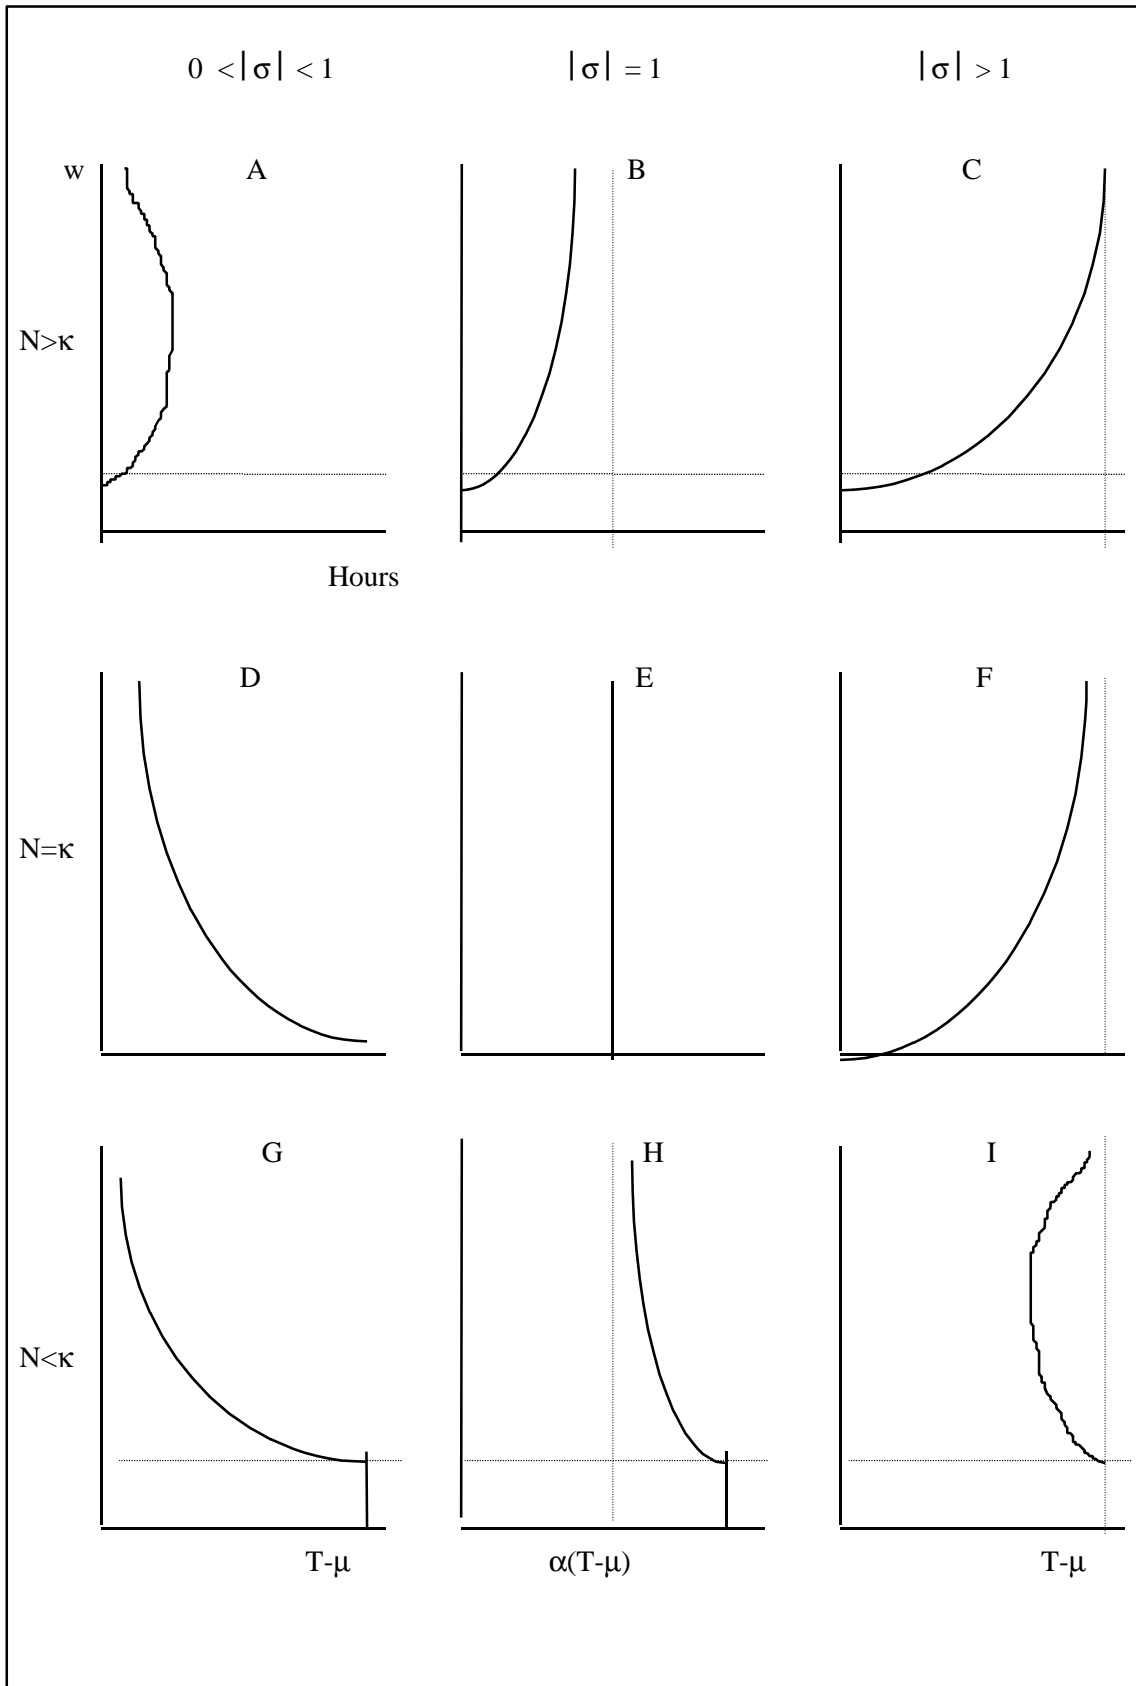 0 < |σ| < 1
|σ| = 1
|σ| > 1
w
A
B
C
N>κ
Hours
D
E
F
N=κ
G
H
I
N<κ
T-μ
α(T-μ)
T-μ